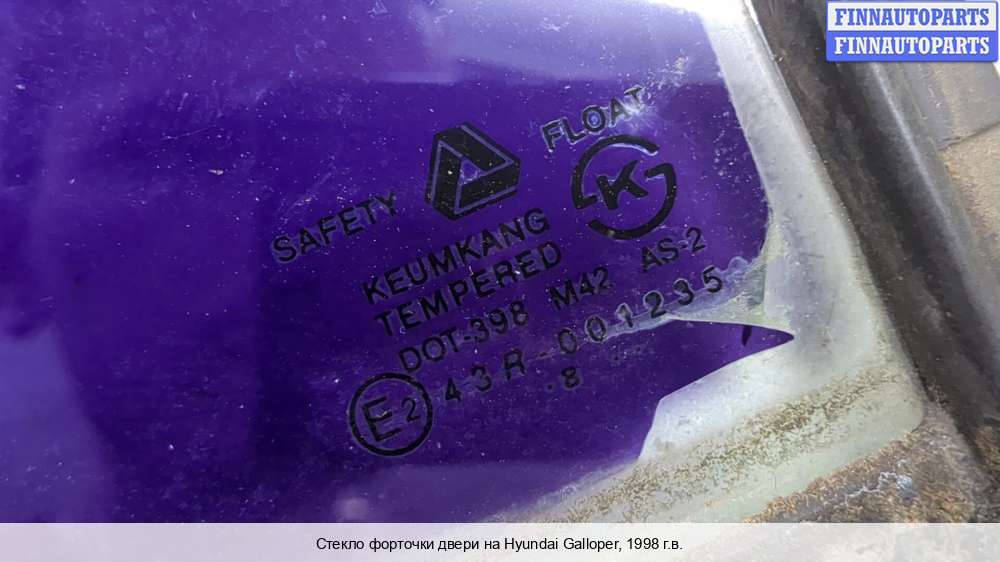 FINNAUTOPARTS
FINNAUTOPARTS
SAFETY FLOAT
K
KEUMKANG
TEMPERED
DOT-398 M42 AS-2
E2 43R-001235
.8
Стекло форточки двери на Hyundai Galloper, 1998 г.в.